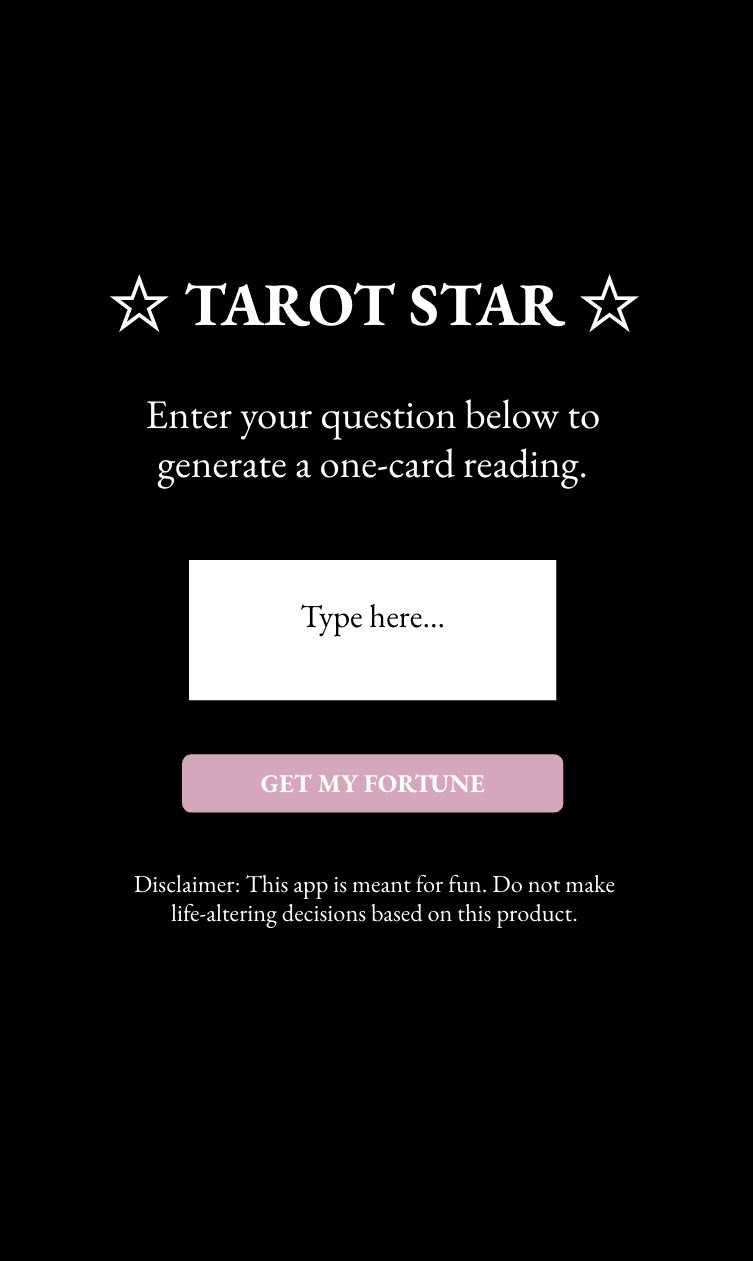 ☆ TAROT STAR ☆
Enter your question below to
generate a one-card reading.
Type here...
GET MY FORTUNE
Disclaimer: This app is meant for fun. Do not make
life-altering decisions based on this product.